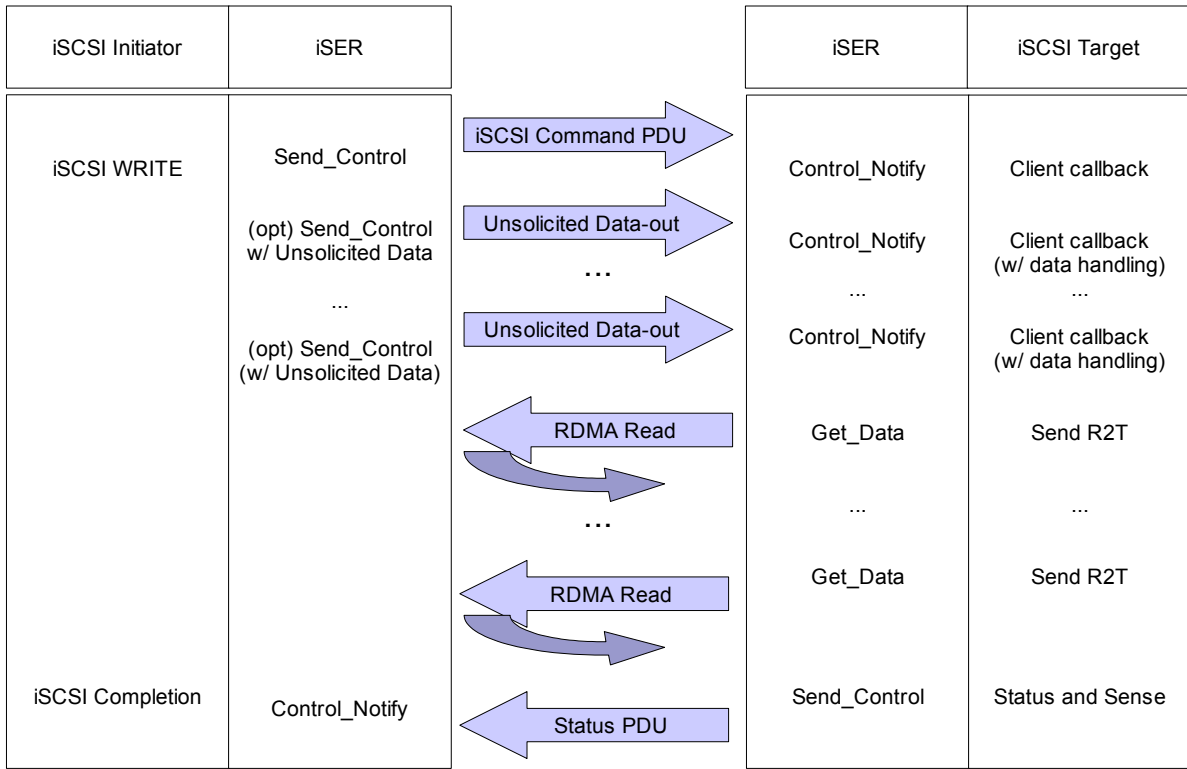 iSCSI Initiator
iSER
iSER
iSCSI Target
iSCSI Command PDU
iSCSI WRITE
Send_Control
Control_Notify
Client callback
(opt) Send_Control
w/ Unsolicited Data
Unsolicited Data-out
Control_Notify
Client callback
(w/ data handling)
...
...
...
...
(opt) Send_Control
(w/ Unsolicited Data)
Unsolicited Data-out
Control_Notify
Client callback
(w/ data handling)
RDMA Read
Get_Data
Send R2T
...
...
...
RDMA Read
Get_Data
Send R2T
iSCSI Completion
Control_Notify
Status PDU
Send_Control
Status and Sense